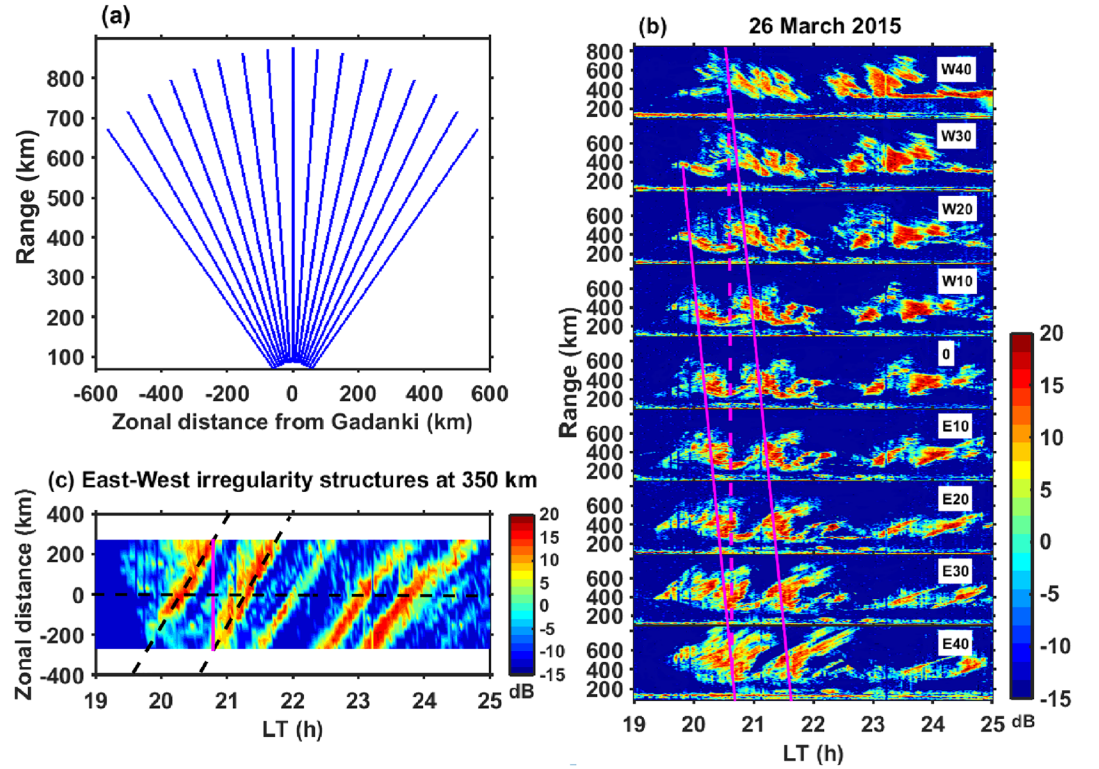 (a)
800
700
600
500
400
300
200
100
Range (km)
-600 -400 -200 0 200 400 600
Zonal distance from Gadanki (km)
(c) East-West irregularity structures at 350 km
400
200
0
-200
-400
Zonal distance (km)
19 20 21 22 23 24 25
LT (h)
20
15
10
5
0
-5
-10
-15
dB
(b) 26 March 2015
800
600
400
200
W40
600
400
200
W30
600
400
200
W20
600
400
200
W10
600
400
200
0
600
400
200
E10
600
400
200
E20
600
400
200
E30
600
400
200
E40
Range (km)
19 20 21 22 23 24 25
LT (h)
20
15
10
5
0
-5
-10
-15
dB